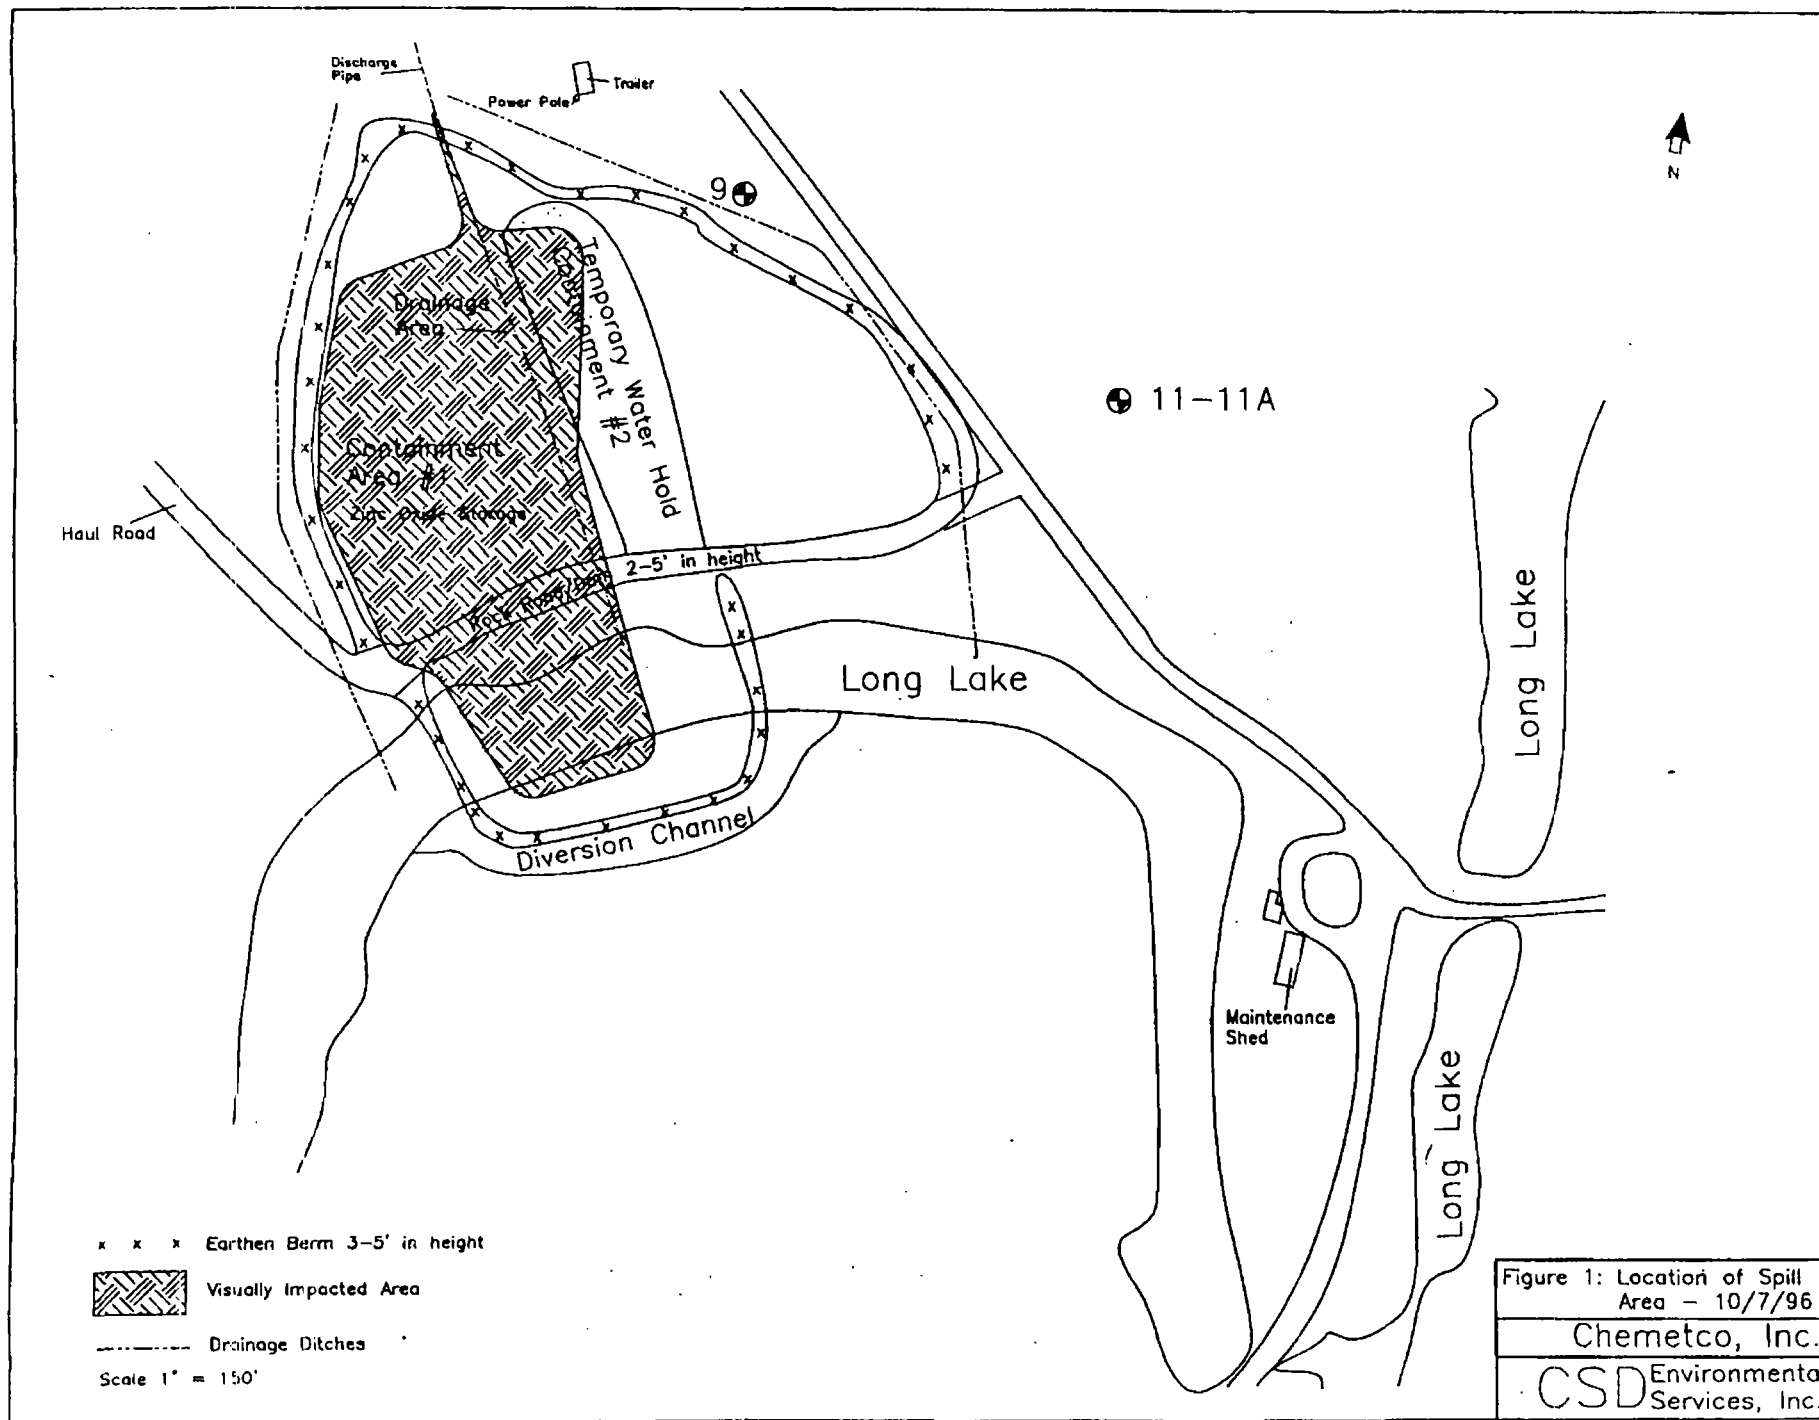 Discharge
Pipe
Trailer
Power Pole
N
9
Temporary Water Hold
Containment #2
Drainage
Area
11-11A
Containment
Area #1
Zinc Oxide Storage
Haul Road
Rock Road/Berm 2-5' in height
Long Lake
Long Lake
Diversion Channel
Maintenance
Shed
Long Lake
x x x Earthen Berm 3-5' in height
Visually Impacted Area
Drainage Ditches
Scale 1" = 150'
Figure 1: Location of Spill
Area - 10/7/96
Chemetco, Inc.
CSD Environmenta
Services, Inc